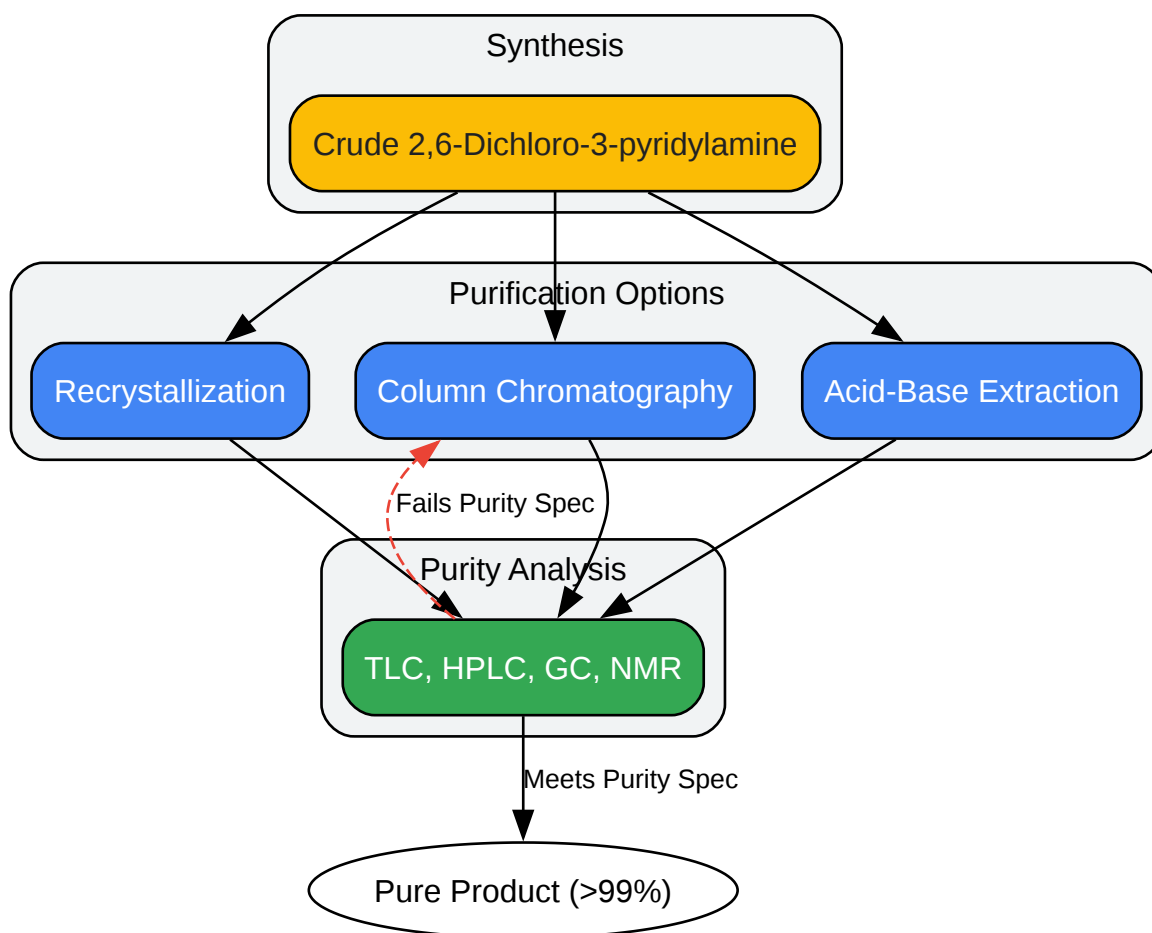 Synthesis
Crude 2,6-Dichloro-3-pyridylamine
Purification Options
Recrystallization
Column Chromatography
Acid-Base Extraction
Fails Purity Spec
Purity Analysis
TLC, HPLC, GC, NMR
Meets Purity Spec
Pure Product (>99%)